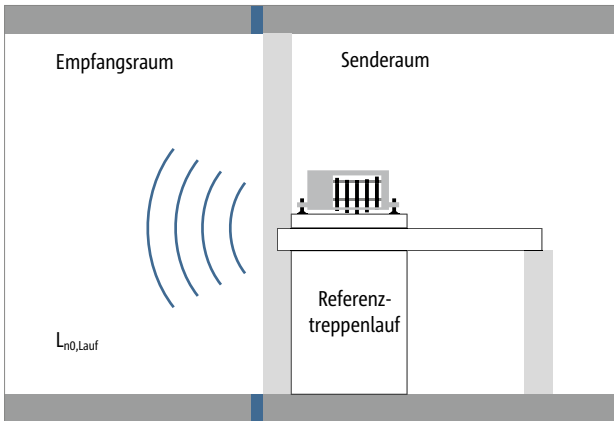 Empfangsraum
Senderaum
Referenz-
treppenlauf
Ln0,Lauf